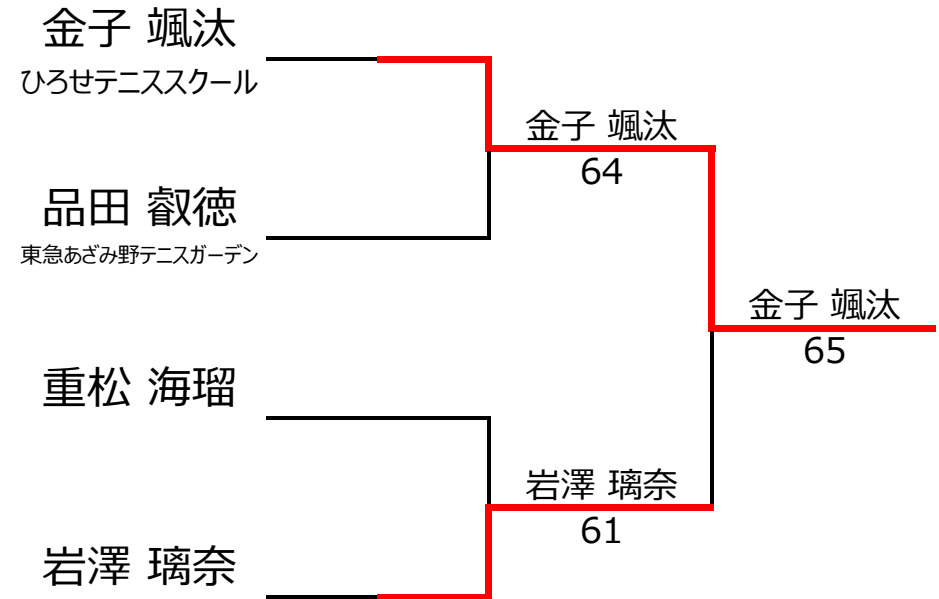 金子 颯汰
ひろせテニススクール
金子 颯汰
64
品田 叡徳
東急あざみ野テニスガーデン
金子 颯汰
65
重松 海瑠
岩澤 璃奈
61
岩澤 璃奈